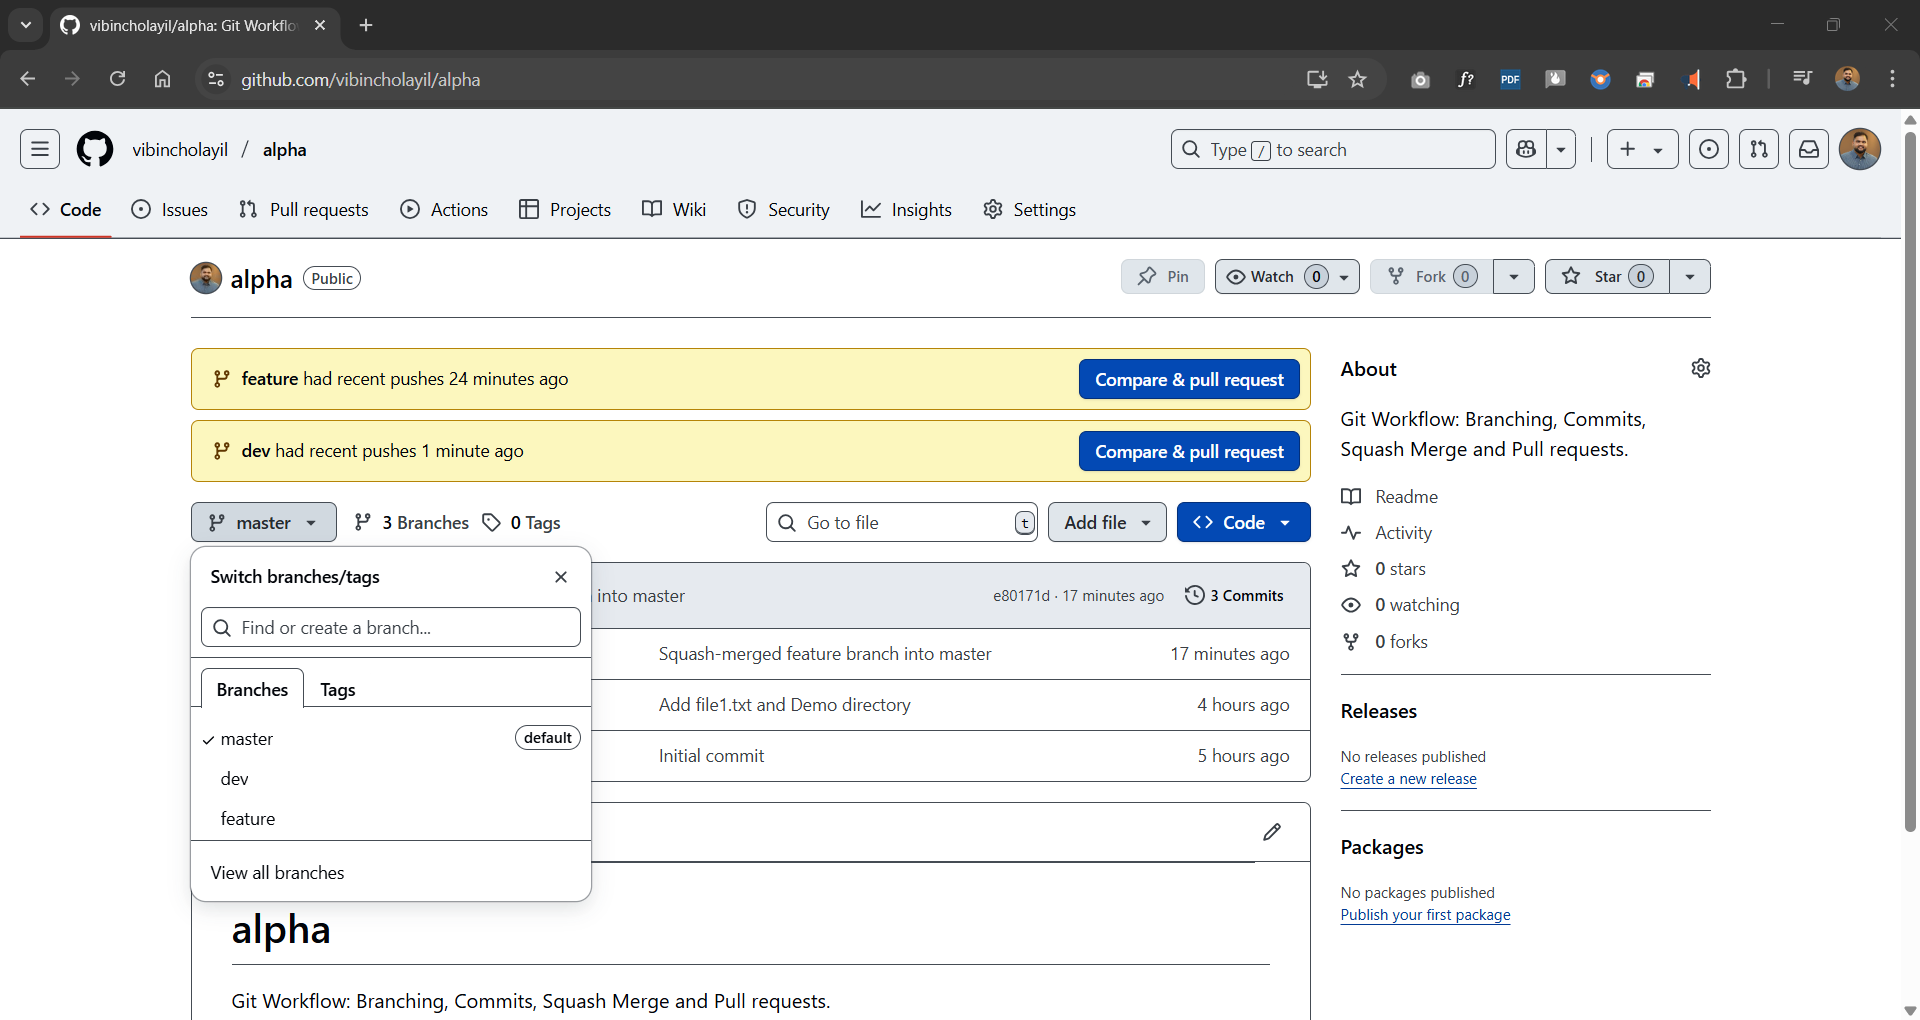 vibincholayil/alpha: Git Workflo
github.com/vibincholayil/alpha
PDF
vibincholayil / alpha
Type / to search
Code Issues Pull requests Actions Projects Wiki Security Insights Settings
alpha Public
Pin Watch 0 Fork 0 Star 0
feature had recent pushes 24 minutes ago
Compare & pull request
dev had recent pushes 1 minute ago
Compare & pull request
master 3 Branches 0 Tags
Go to file t
Add file
Code
Switch branches/tags
Find or create a branch...
Branches Tags
master default
dev
feature
View all branches
into master e80171d · 17 minutes ago 3 Commits
Squash-merged feature branch into master 17 minutes ago
Add file1.txt and Demo directory 4 hours ago
Initial commit 5 hours ago
alpha
Git Workflow: Branching, Commits, Squash Merge and Pull requests.
About
Git Workflow: Branching, Commits,
Squash Merge and Pull requests.
Readme
Activity
0 stars
0 watching
0 forks
Releases
No releases published
Create a new release
Packages
No packages published
Publish your first package